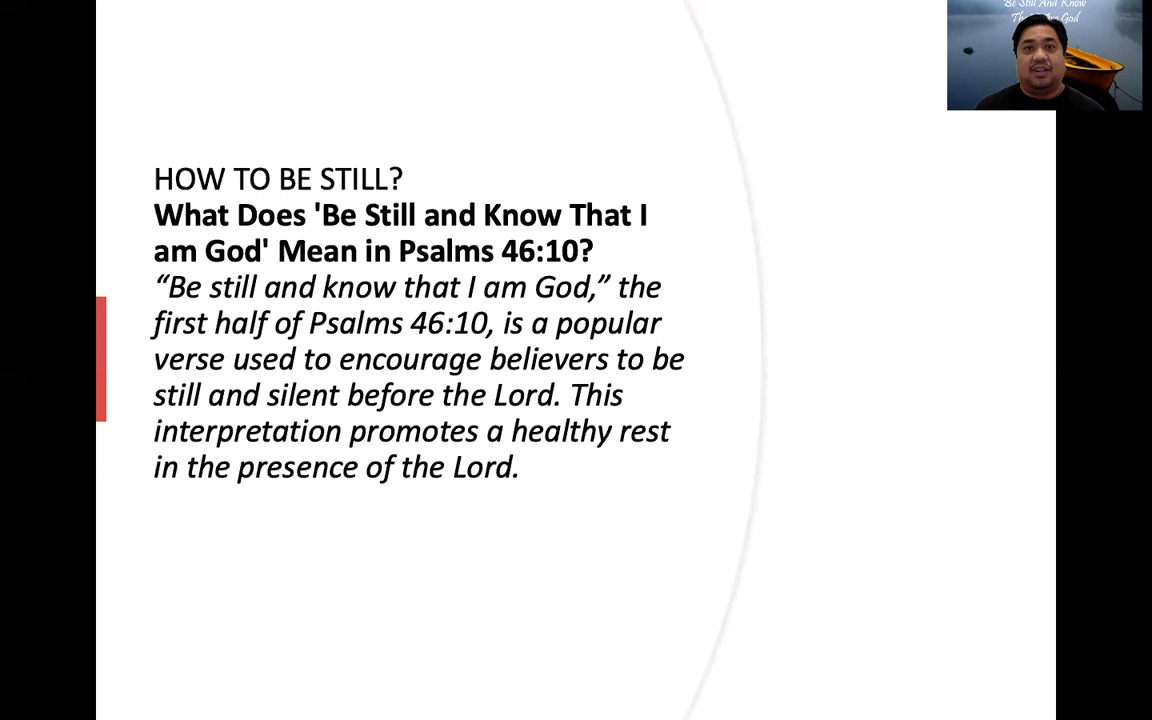 Be Still And Know
HOW TO BE STILL?
What Does 'Be Still and Know That I
am God' Mean in Psalms 46:10?
“Be still and know that I am God,” the
first half of Psalms 46:10, is a popular
verse used to encourage believers to be
still and silent before the Lord. This
interpretation promotes a healthy rest
in the presence of the Lord.